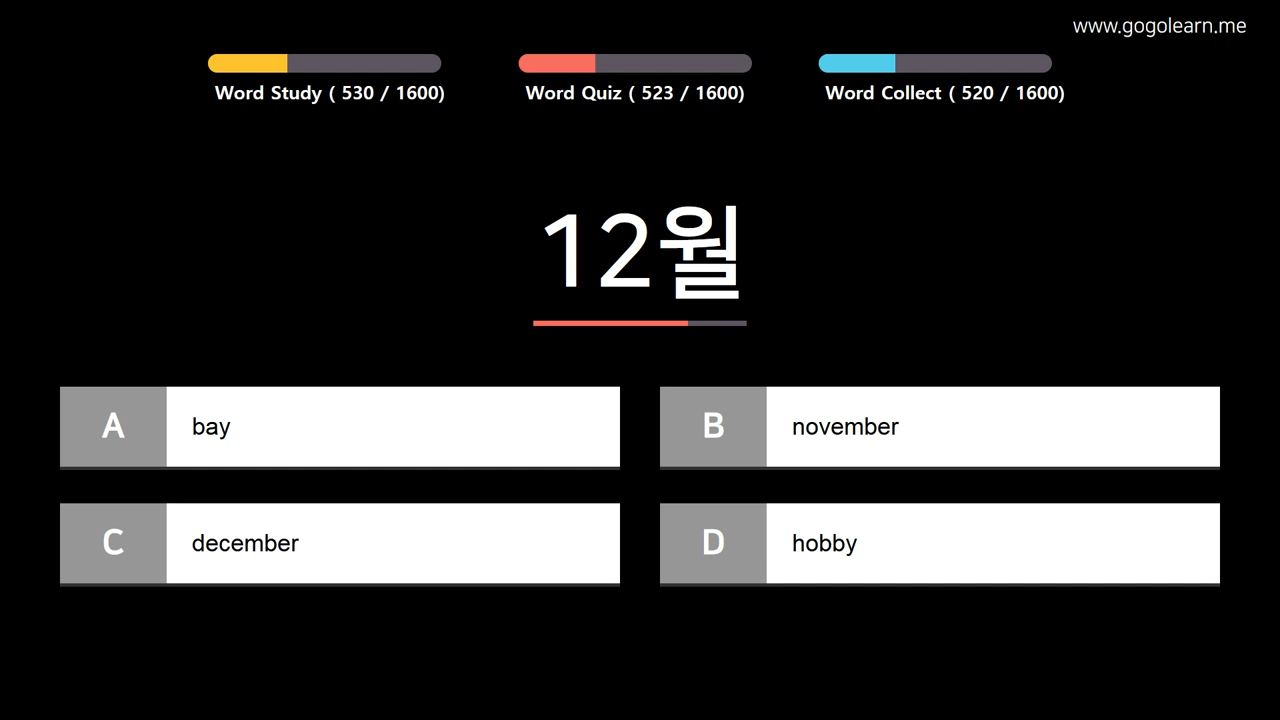 www.gogolearn.me
Word Study ( 530 / 1600)
Word Quiz ( 523 / 1600)
Word Collect ( 520 / 1600)
12월
A bay
B november
C december
D hobby